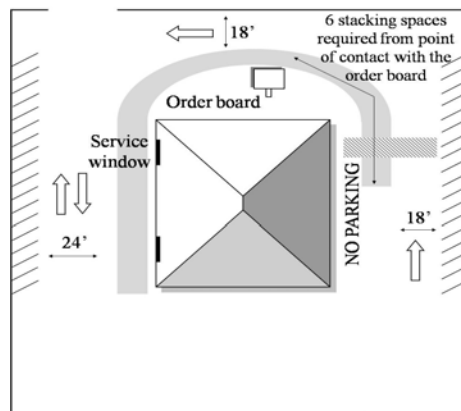 18’
6 stacking spaces
required from point
of contact with the
order board
Order board
Service
window
NO PARKING
24’
18’